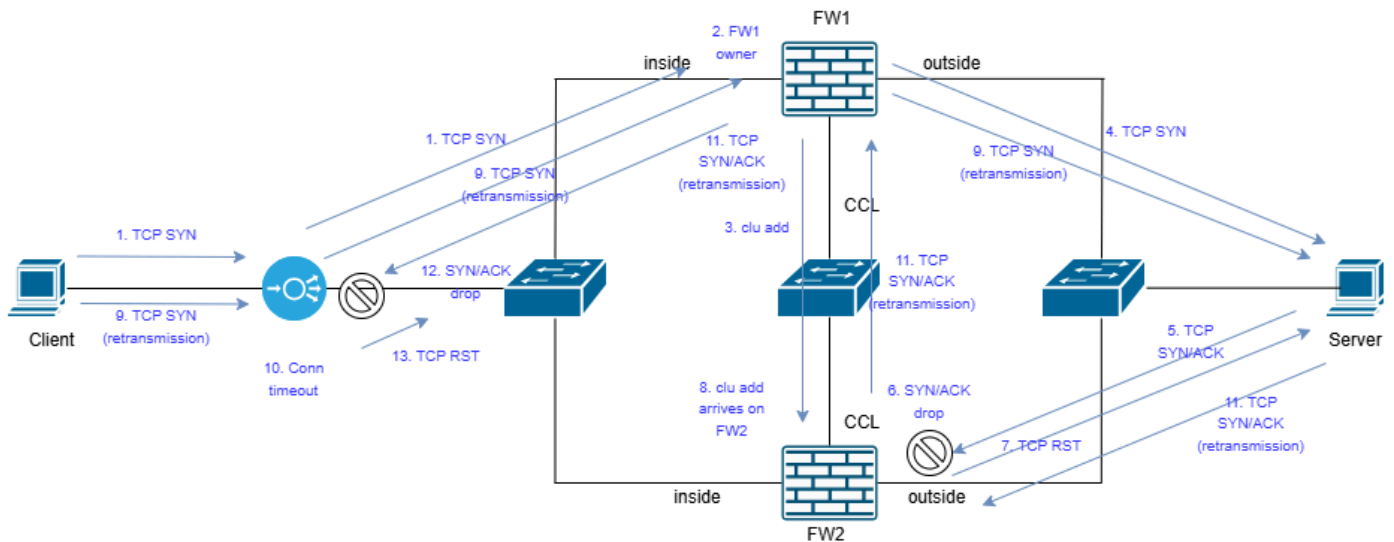 FW1
2. FW1
owner
inside
outside
1. TCP SYN
4. TCP SYN
11. TCP
SYN/ACK
(retransmission)
9. TCP SYN
(retransmission)
9. TCP SYN
(retransmission)
CCL
3. clu add
1. TCP SYN
12. SYN/ACK
drop
11. TCP
SYN/ACK
(retransmission)
9. TCP SYN
(retransmission)
Client
Server
5. TCP
SYN/ACK
13. TCP RST
10. Conn
timeout
8. clu add
arrives on
FW2
6. SYN/ACK
drop
CCL
7. TCP RST
11. TCP
SYN/ACK
(retransmission)
inside
outside
FW2